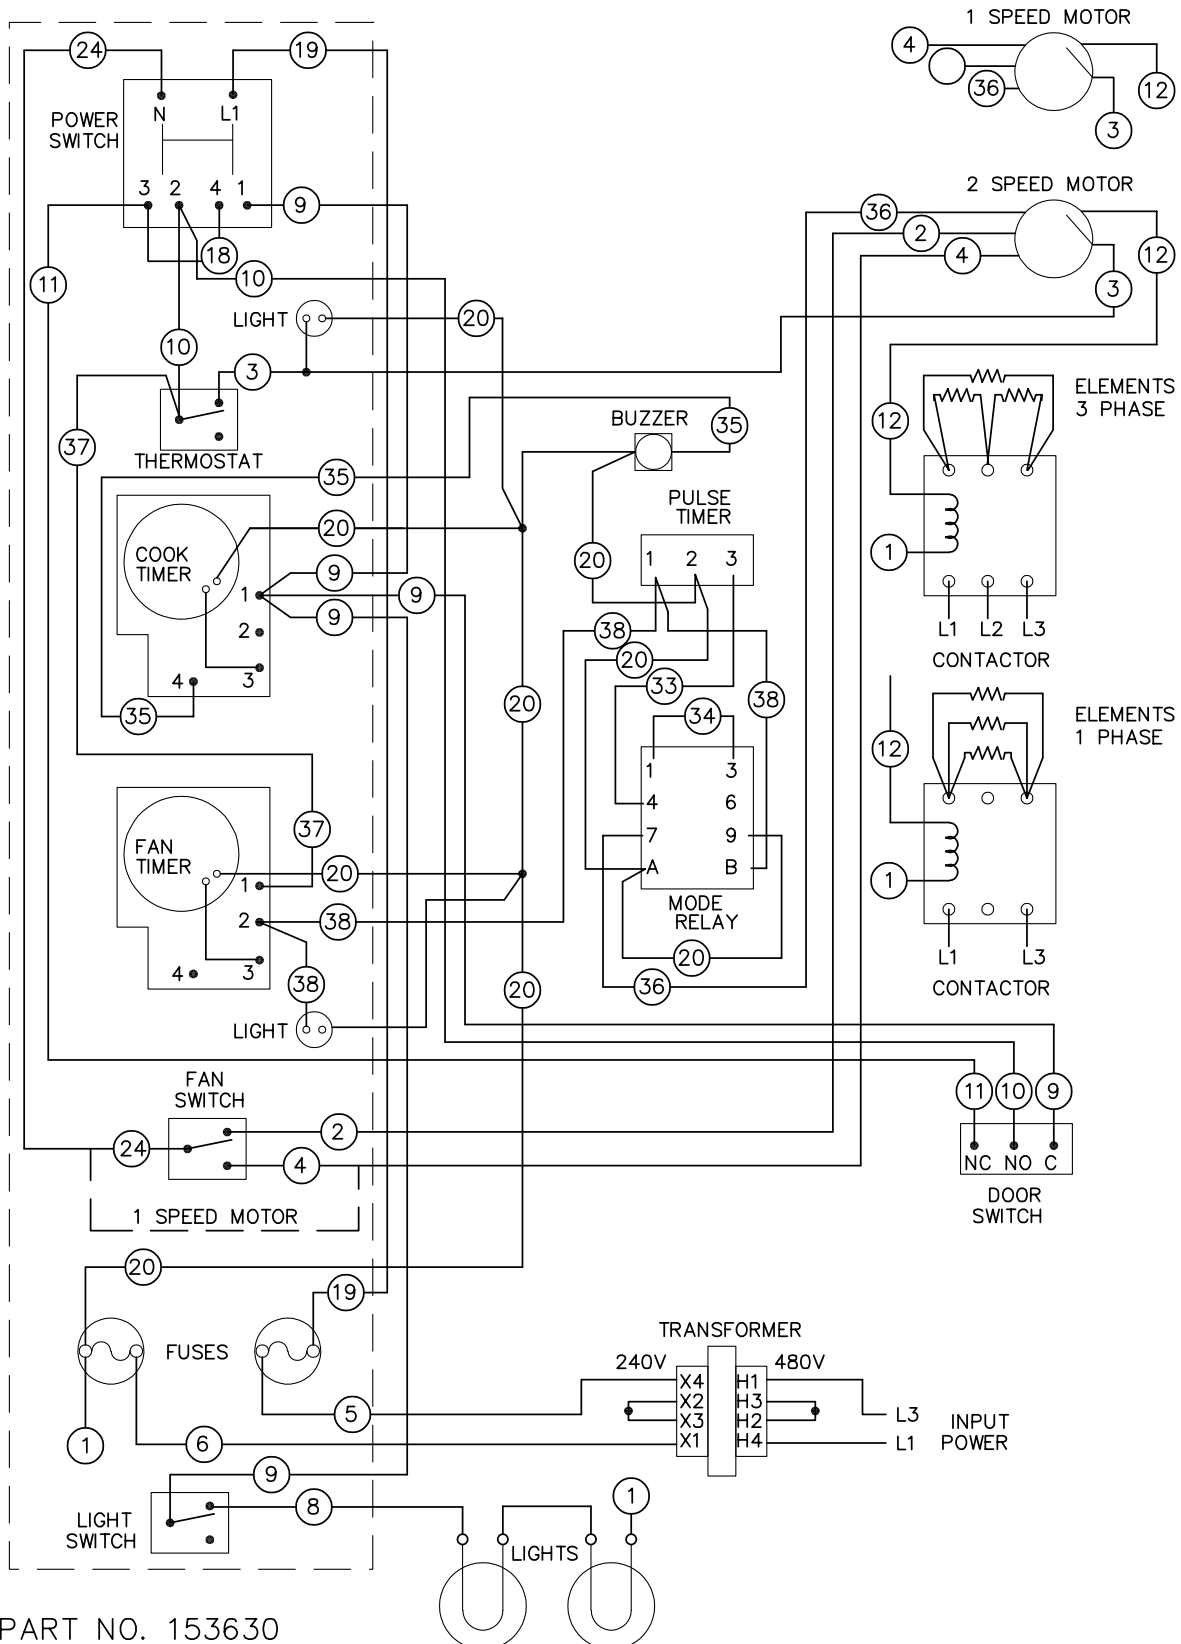 1 SPEED MOTOR
24
19
4
36
12
3
N
L1
POWER
SWITCH
3 2 4 1
9
18
10
11
2 SPEED MOTOR
36
2
4
12
3
LIGHT
20
10
3
37
THERMOSTAT
35
BUZZER
35
12
ELEMENTS
3 PHASE
1
L1 L2 L3
CONTACTOR
COOK
TIMER
20
9
9
9
1
2
3
4
35
PULSE
TIMER
1 2 3
20
38
20
33
38
34
20
1 3
4 6
7 9
A B
MODE
RELAY
20
36
12
ELEMENTS
1 PHASE
1
L1 L3
CONTACTOR
FAN
TIMER
37
20
1
2
3
4
38
38
LIGHT
20
FAN
SWITCH
24
2
4
1 SPEED MOTOR
11 10 9
NC NO C
DOOR
SWITCH
20
19
FUSES
1
5
6
TRANSFORMER
240V 480V
X4 H1
X2 H3
X3 H2
X1 H4
L3
L1
INPUT
POWER
9
8
LIGHT
SWITCH
1
LIGHTS
PART NO. 153630